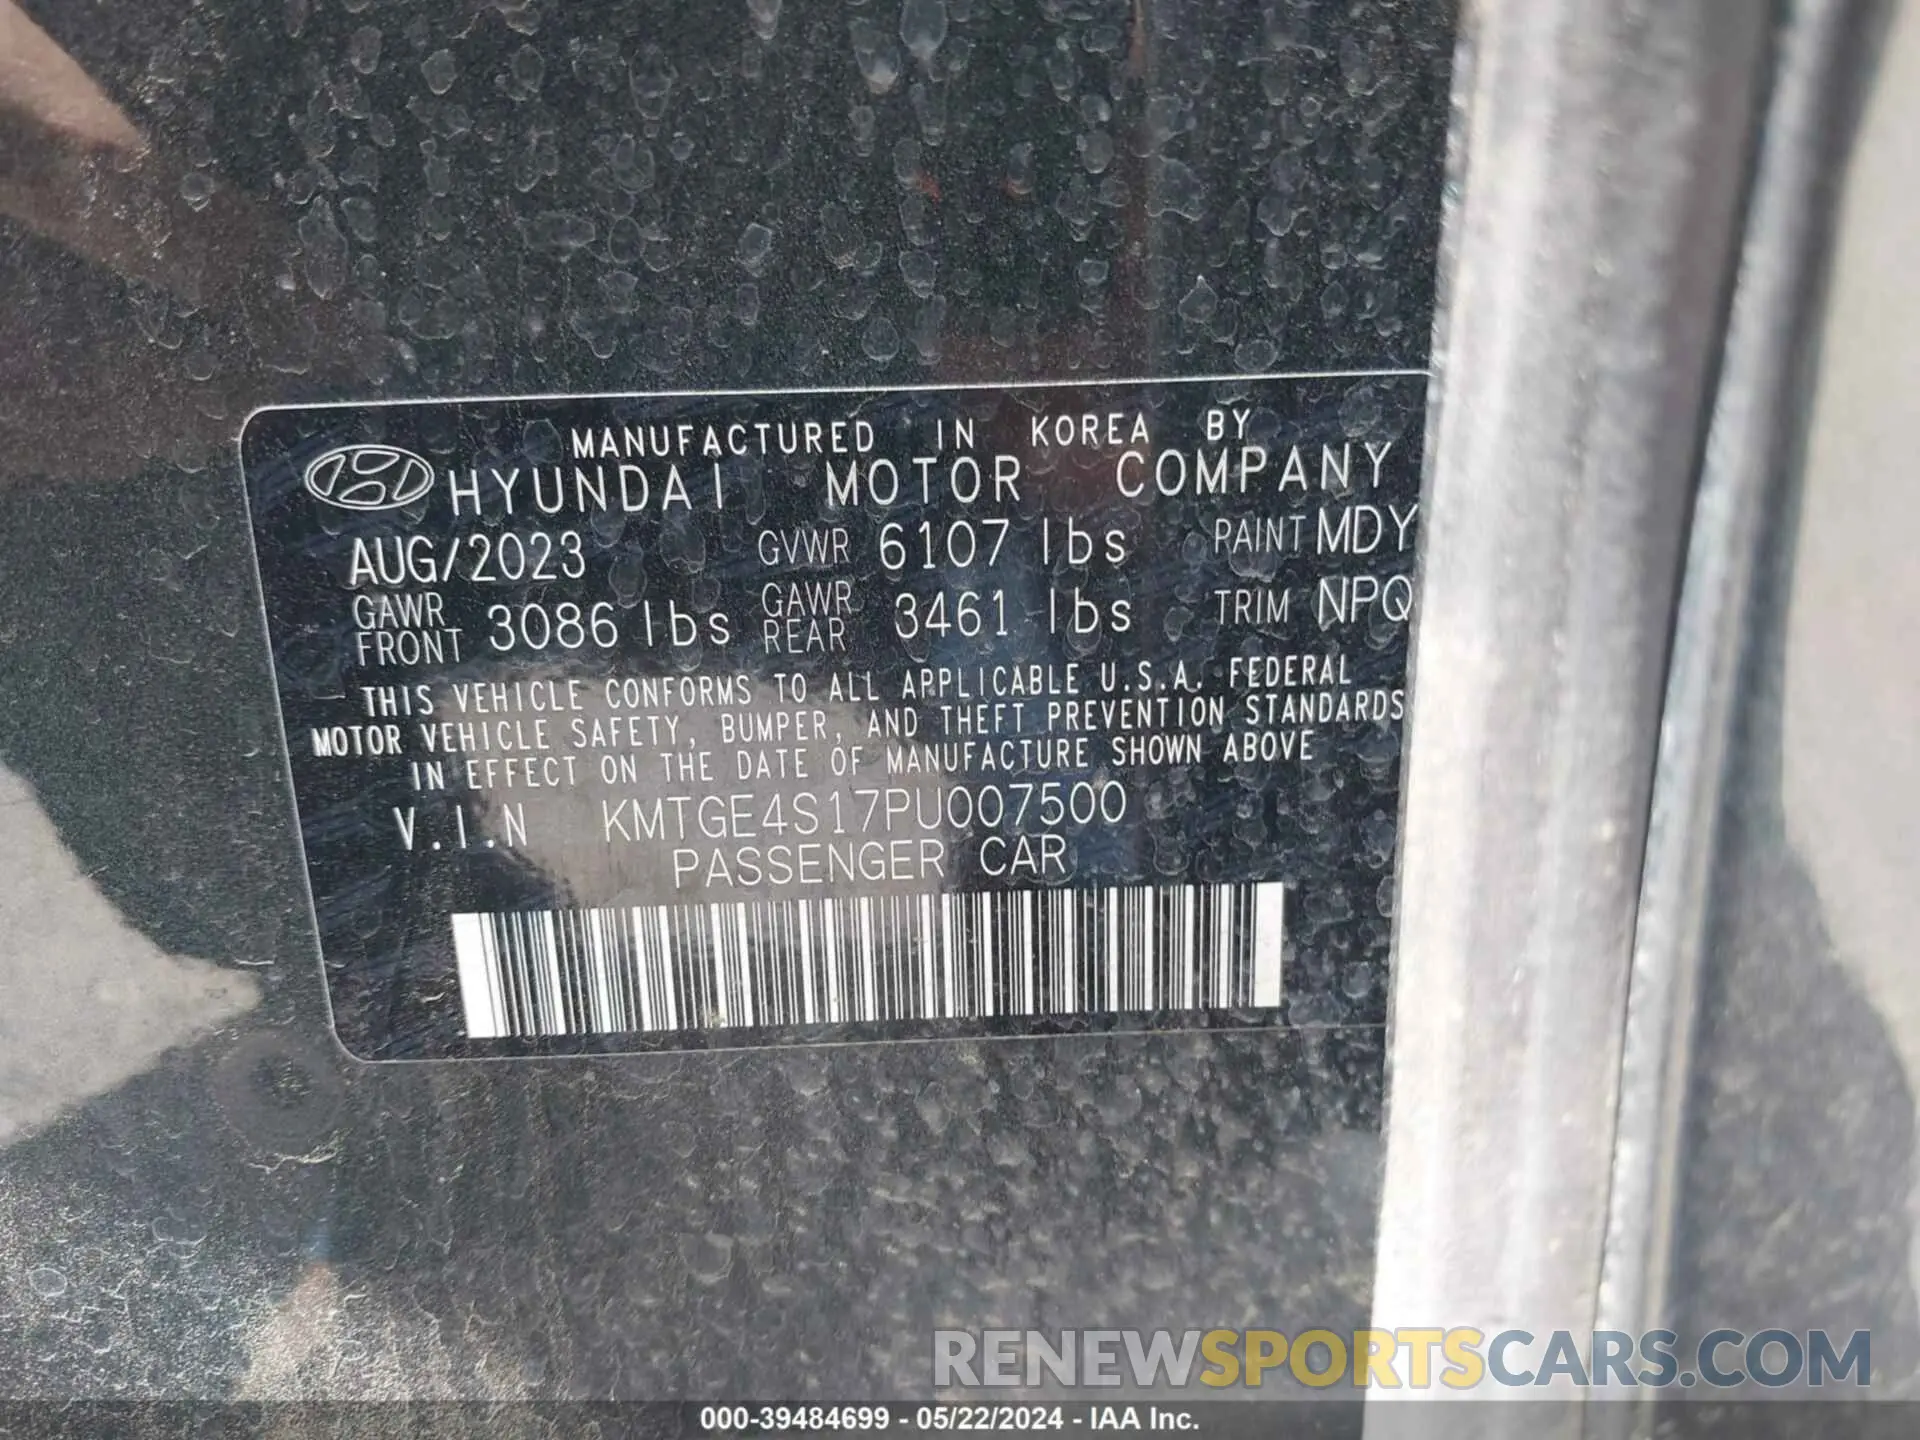 MANUFACTURED IN KOREA BY
HYUNDAI MOTOR COMPANY
AUG/2023 GVWR 6107 lbs PAINT MDY
GAWR FRONT 3086 lbs GAWR REAR 3461 lbs TRIM NPQ
THIS VEHICLE CONFORMS TO ALL APPLICABLE U.S.A. FEDERAL
MOTOR VEHICLE SAFETY, BUMPER, AND THEFT PREVENTION STANDARDS
IN EFFECT ON THE DATE OF MANUFACTURE SHOWN ABOVE
V.I.N KMTGE4S17PU007500
PASSENGER CAR
RENEWSPORTSCARS.COM
000-39484699 - 05/22/2024 - IAA Inc.